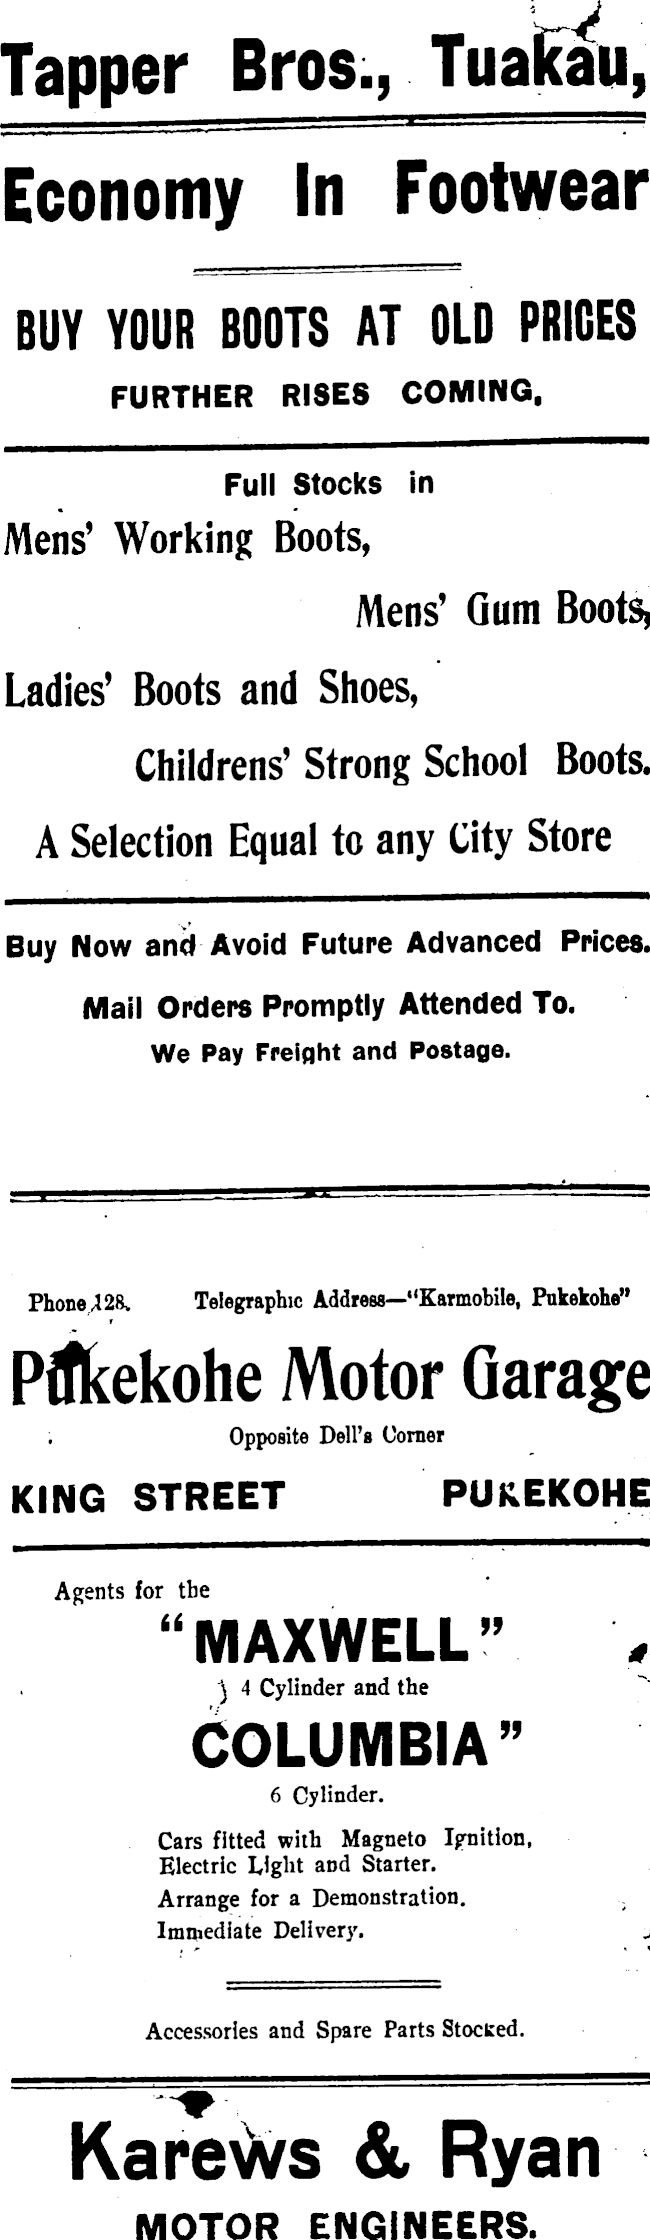 Tapper Bros., Tuakau,
Economy In Footwear
BUY YOUR BOOTS AT OLD PRICES
FURTHER RISES COMING.
Full Stocks in
Mens' Working Boots,
Mens' Gum Boots,
Ladies' Boots and Shoes,
Childrens' Strong School Boots.
A Selection Equal to any City Store
Buy Now and Avoid Future Advanced Prices.
Mail Orders Promptly Attended To.
We Pay Freight and Postage.
Phone 128. Telegraphic Address—"Karmobile, Pukekohe"
Pukekohe Motor Garage
Opposite Dell's Corner
KING STREET PUKEKOHE
Agents for the
"MAXWELL"
4 Cylinder and the
COLUMBIA"
6 Cylinder.
Cars fitted with Magneto Ignition,
Electric Light and Starter.
Arrange for a Demonstration.
Immediate Delivery.
Accessories and Spare Parts Stocked.
Karews & Ryan
MOTOR ENGINEERS.